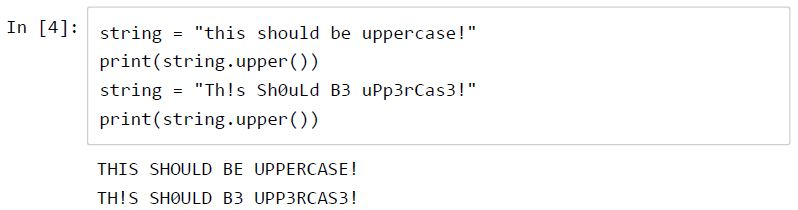 In [4]:
string = "this should be uppercase!"
print(string.upper())
string = "Th!s Sh0uLd B3 uPp3rCas3!"
print(string.upper())
THIS SHOULD BE UPPERCASE!
TH!S SH0ULD B3 UPP3RCAS3!